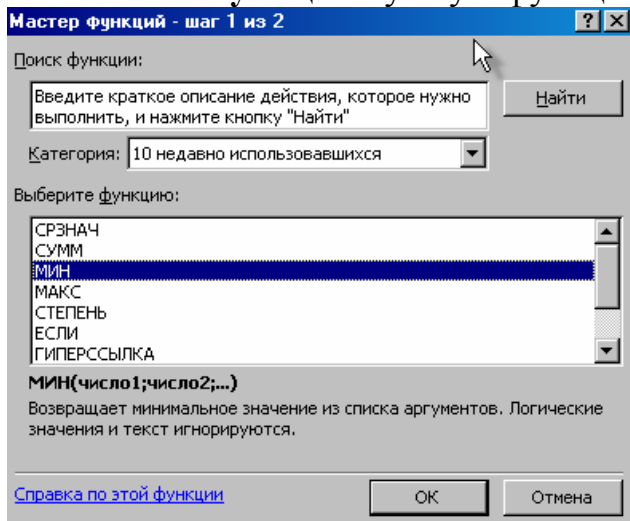 Мастер функций - шаг 1 из 2
Поиск функции:
Введите краткое описание действия, которое нужно
выполнить, и нажмите кнопку "Найти"
Найти
Категория: 10 недавно использовавшихся
Выберите функцию:
СРЗНАЧ
СУММ
МИН
МАКС
СТЕПЕНЬ
ЕСЛИ
ГИПЕРССЫЛКА
МИН(число1;число2;...)
Возвращает минимальное значение из списка аргументов. Логические
значения и текст игнорируются.
Справка по этой функции
ОК
Отмена